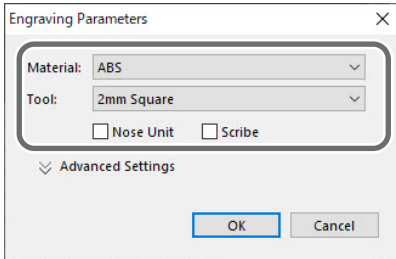 Engraving Parameters
Material: ABS
Tool: 2mm Square
Nose Unit Scribe
Advanced Settings
OK Cancel